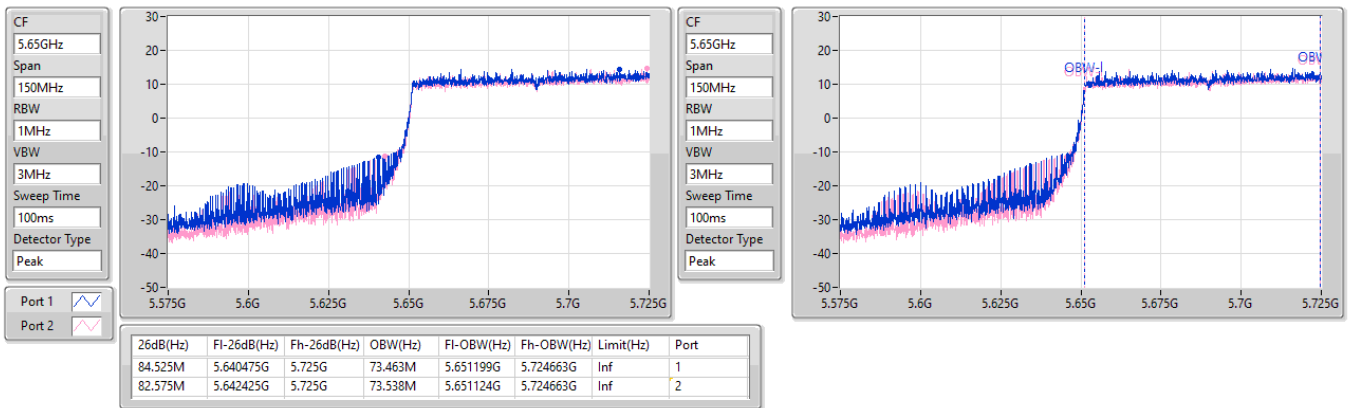 CF
5.65GHz
Span
150MHz
RBW
1MHz
VBW
3MHz
Sweep Time
100ms
Detector Type
Peak
Port 1
Port 2
30
20
10
0
-10
-20
-30
-40
-50
5.575G 5.6G 5.625G 5.65G 5.675G 5.7G 5.725G
CF
5.65GHz
Span
150MHz
RBW
1MHz
VBW
3MHz
Sweep Time
100ms
Detector Type
Peak
30
20
10
0
-10
-20
-30
-40
-50
OBW-l
OBW
5.575G 5.6G 5.625G 5.65G 5.675G 5.7G 5.725G
26dB(Hz) Fl-26dB(Hz) Fh-26dB(Hz) OBW(Hz) Fl-OBW(Hz) Fh-OBW(Hz) Limit(Hz) Port
84.525M 5.640475G 5.725G 73.463M 5.651199G 5.724663G Inf 1
82.575M 5.642425G 5.725G 73.538M 5.651124G 5.724663G Inf 2